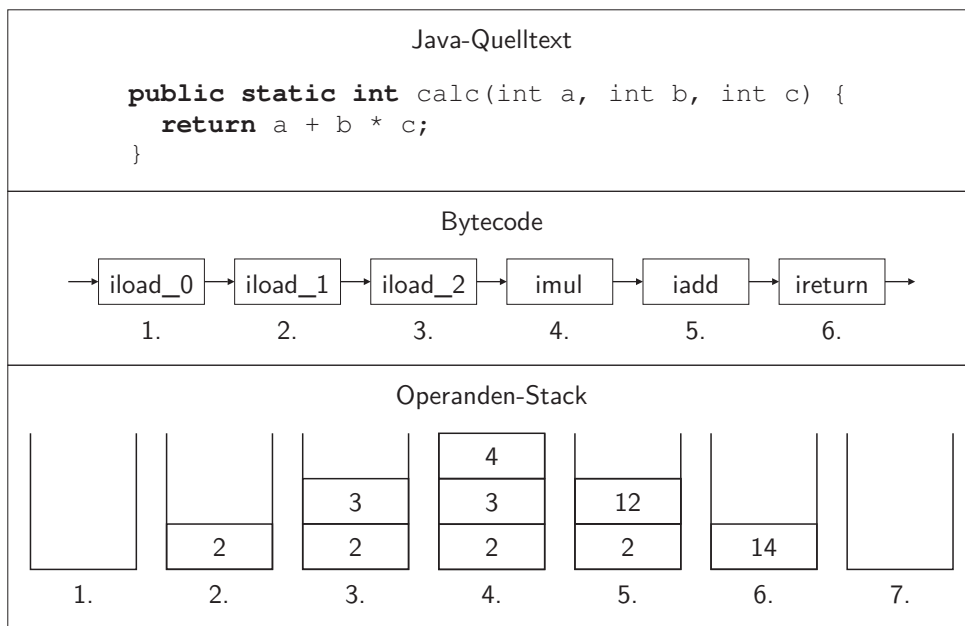 Java-Quelltext
public static int calc(int a, int b, int c) {
return a + b * c;
}
Bytecode
iload_0 iload_1 iload_2 imul iadd ireturn
1. 2. 3. 4. 5. 6.
Operanden-Stack
4
3 3 12
2 2 2 2 14
1. 2. 3. 4. 5. 6. 7.